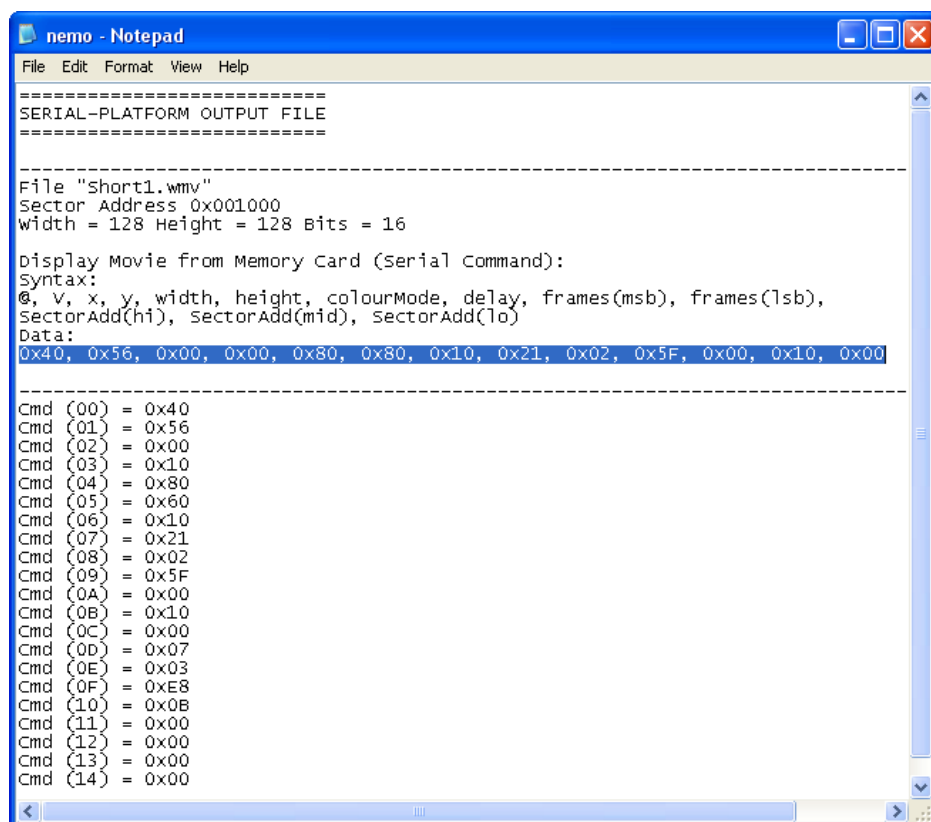 nemo - Notepad
File Edit Format View Help
===========================
SERIAL-PLATFORM OUTPUT FILE
===========================
------------------------------------------------------------------------------
File "Short1.wmv"
Sector Address 0x001000
Width = 128 Height = 128 Bits = 16
Display Movie from Memory Card (Serial Command):
Syntax:
@, V, x, y, width, height, colourMode, delay, frames(msb), frames(lsb),
SectorAdd(hi), SectorAdd(mid), SectorAdd(lo)
Data:
0x40, 0x56, 0x00, 0x00, 0x80, 0x80, 0x10, 0x21, 0x02, 0x5F, 0x00, 0x10, 0x00
------------------------------------------------------------------------------
Cmd (00) = 0x40
Cmd (01) = 0x56
Cmd (02) = 0x00
Cmd (03) = 0x10
Cmd (04) = 0x80
Cmd (05) = 0x60
Cmd (06) = 0x10
Cmd (07) = 0x21
Cmd (08) = 0x02
Cmd (09) = 0x5F
Cmd (0A) = 0x00
Cmd (0B) = 0x10
Cmd (0C) = 0x00
Cmd (0D) = 0x07
Cmd (0E) = 0x03
Cmd (0F) = 0xE8
Cmd (10) = 0x0B
Cmd (11) = 0x00
Cmd (12) = 0x00
Cmd (13) = 0x00
Cmd (14) = 0x00